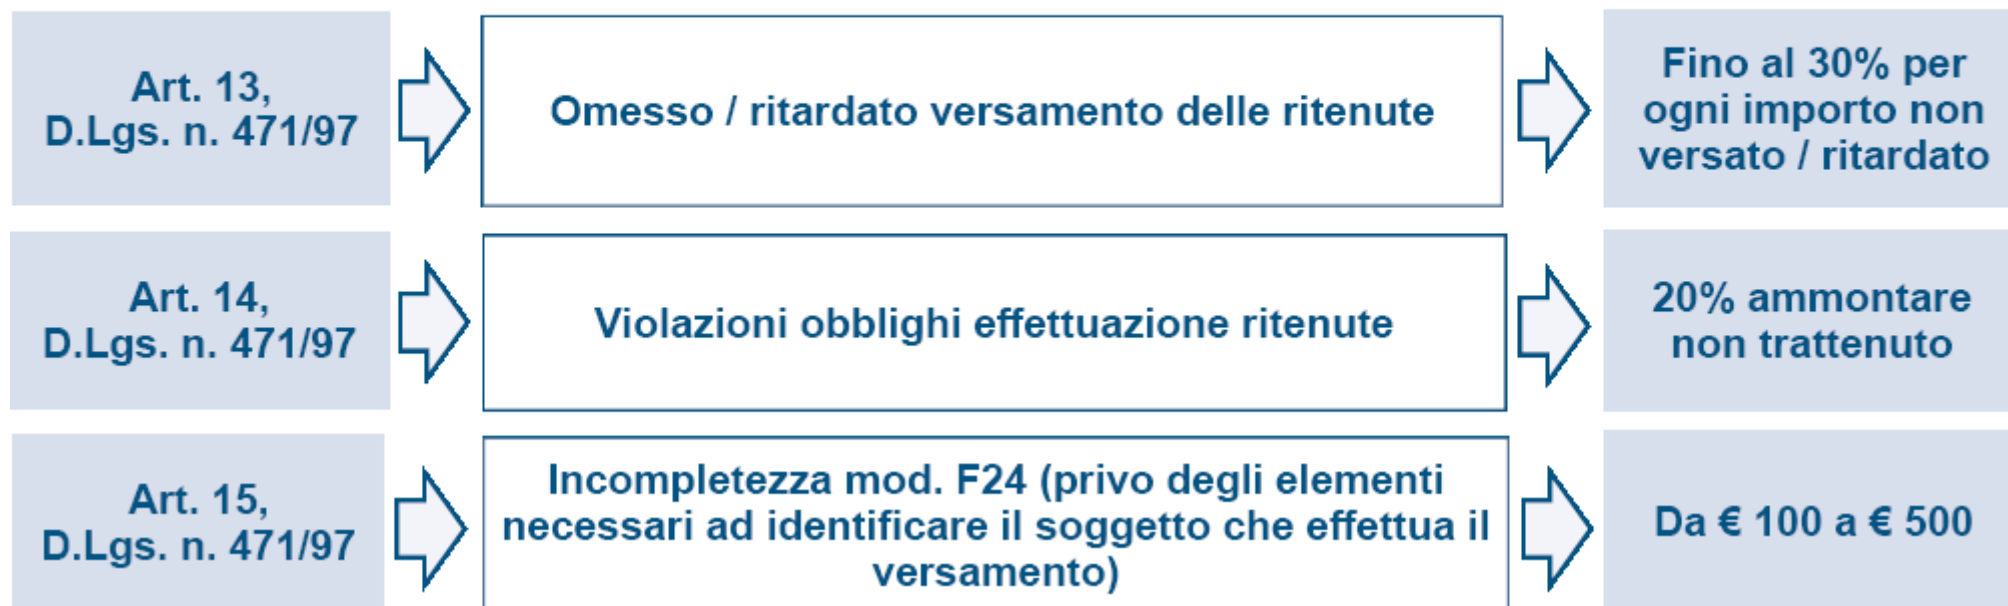 Art. 13,
D.Lgs. n. 471/97
Omesso / ritardato versamento delle ritenute
Fino al 30% per
ogni importo non
versato / ritardato
Art. 14,
D.Lgs. n. 471/97
Violazioni obblighi effettuazione ritenute
20% ammontare
non trattenuto
Art. 15,
D.Lgs. n. 471/97
Incompletezza mod. F24 (privo degli elementi
necessari ad identificare il soggetto che effettua il
versamento)
Da € 100 a € 500